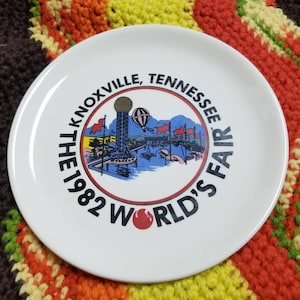 KNOXVILLE, TENNESSEE
THE 1982 WORLD'S FAIR